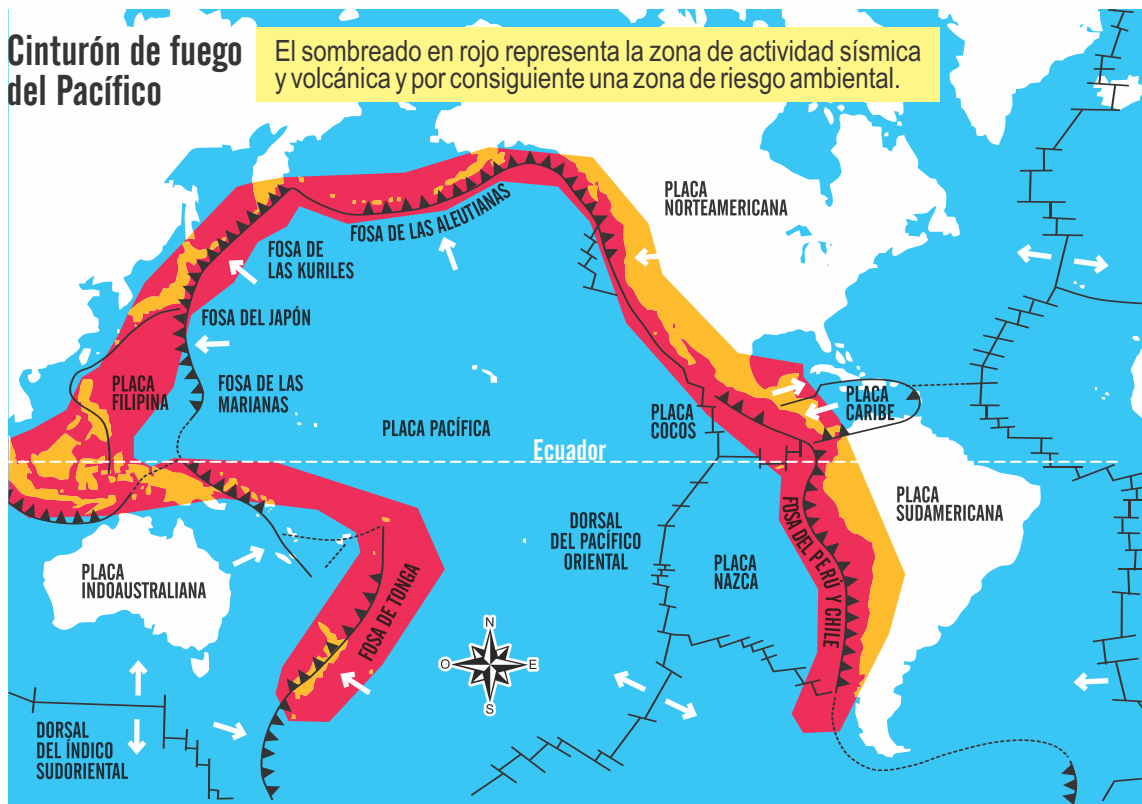 Cinturón de fuego
del Pacífico
El sombreado en rojo representa la zona de actividad sísmica
y volcánica y por consiguiente una zona de riesgo ambiental.
PLACA
NORTEAMERICANA
FOSA DE LAS ALEUTIANAS
FOSA DE
LAS KURILES
FOSA DEL JAPÓN
PLACA
FILIPINA
FOSA DE LAS
MARIANAS
PLACA PACÍFICA
PLACA
COCOS
PLACA
CARIBE
Ecuador
PLACA
SUDAMERICANA
DORSAL
DEL PACÍFICO
ORIENTAL
PLACA
NAZCA
FOSA DEL PERÚ Y CHILE
PLACA
INDOAUSTRALIANA
FOSA DE TONGA
N
O
E
S
DORSAL
DEL ÍNDICO
SUDORIENTAL